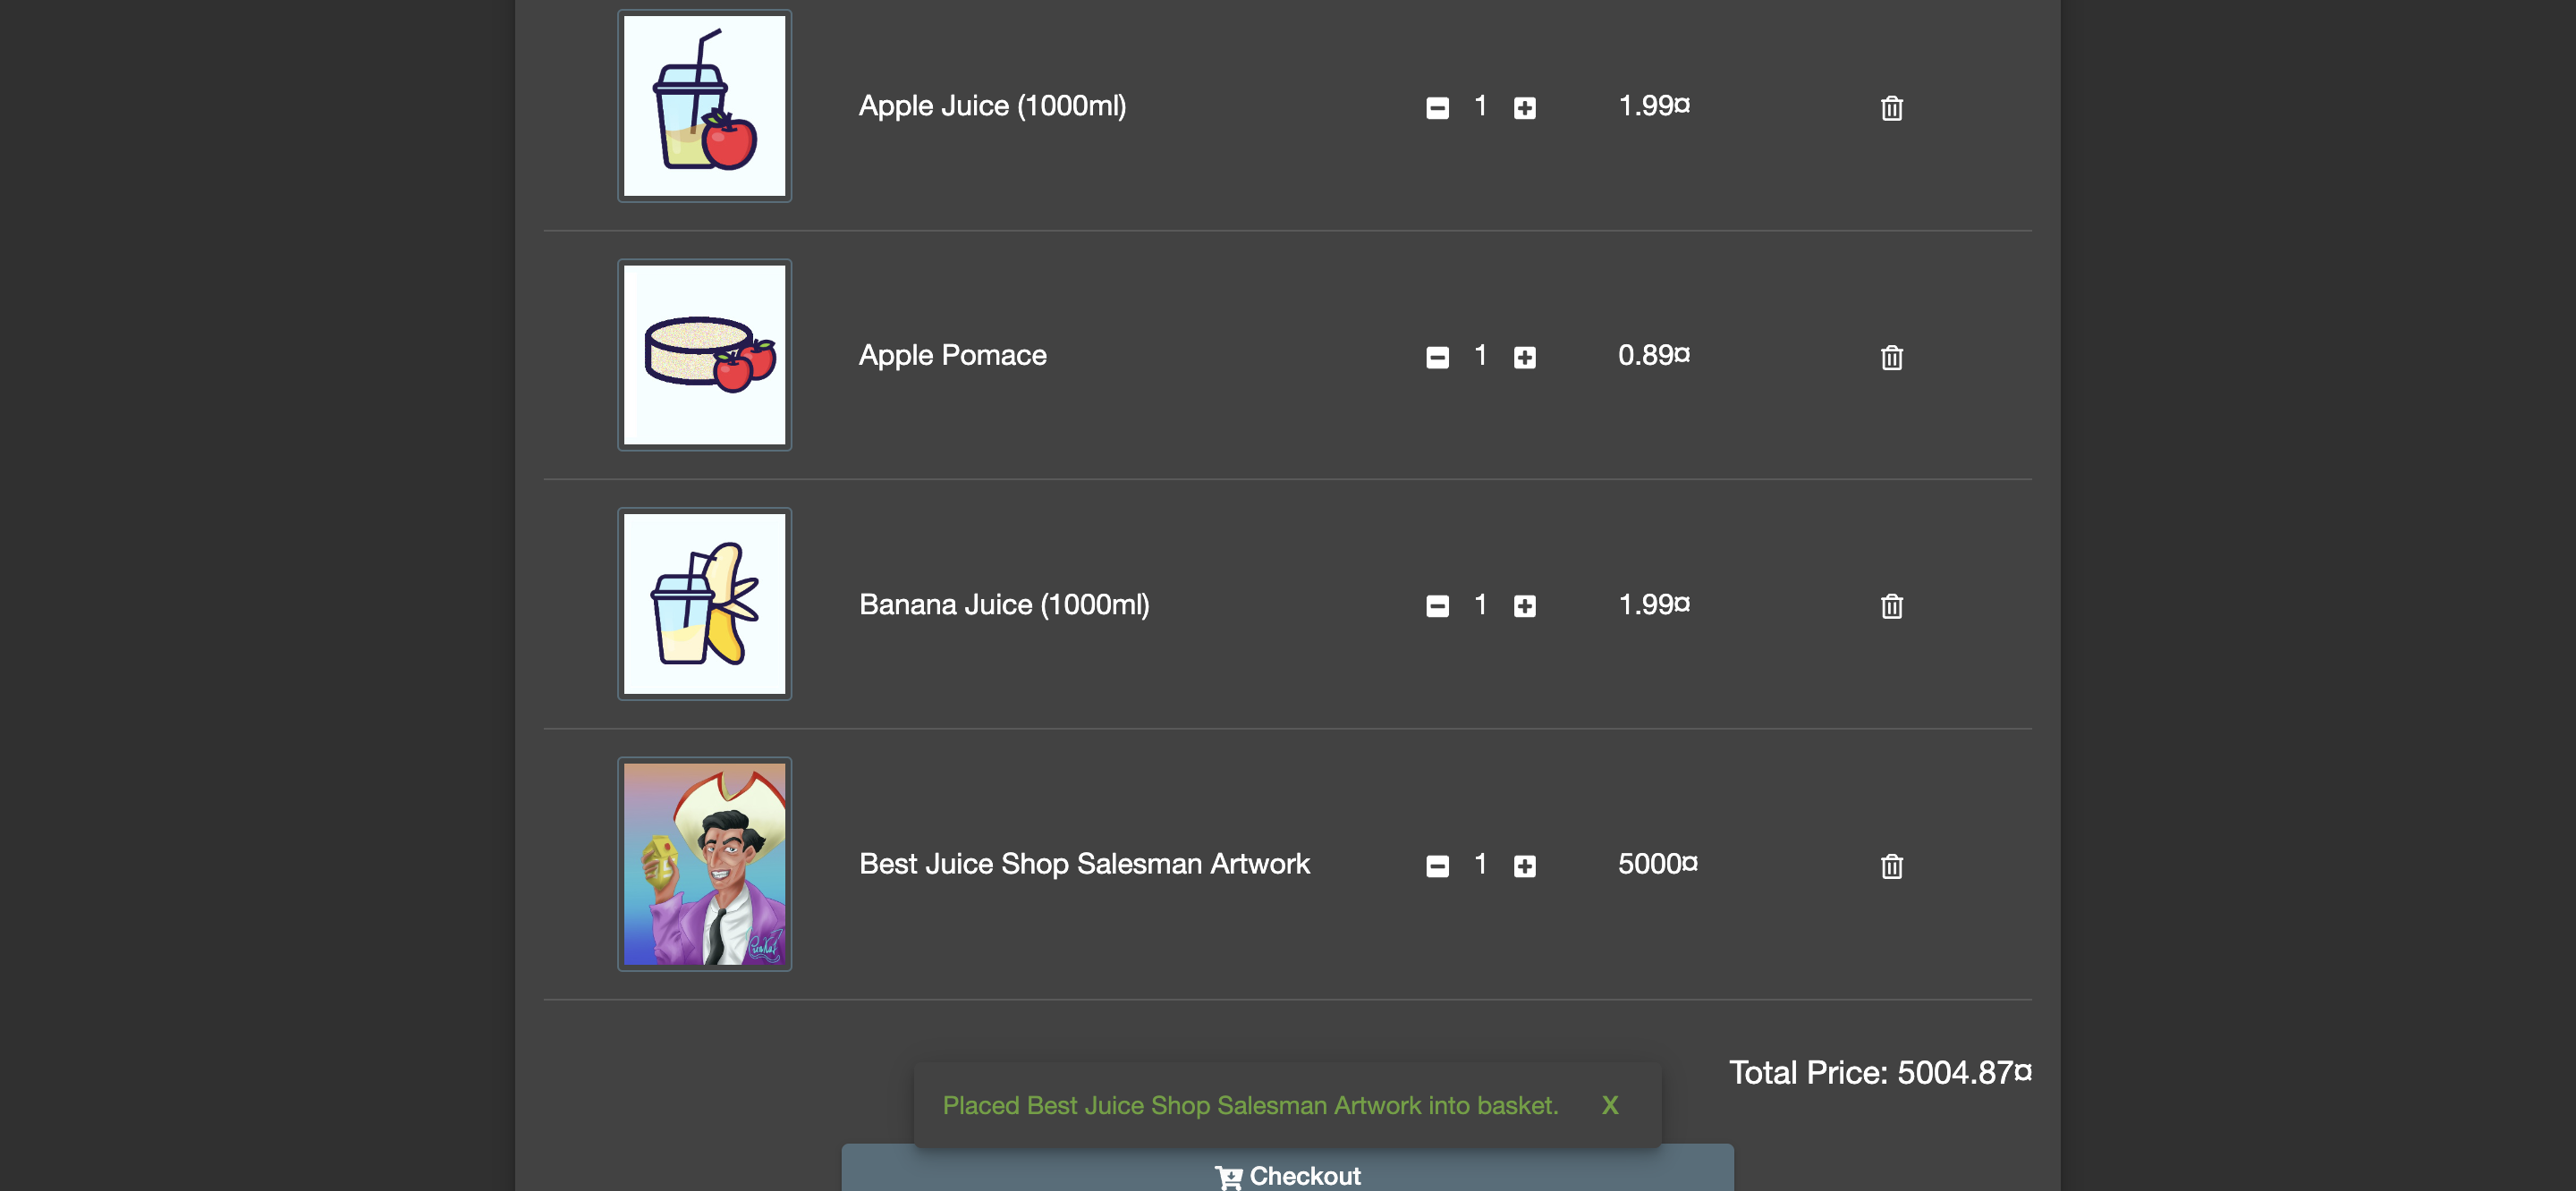 Apple Juice (1000ml) 1 1.99¤
Apple Pomace 1 0.89¤
Banana Juice (1000ml) 1 1.99¤
Best Juice Shop Salesman Artwork 1 5000¤
Total Price: 5004.87¤
Placed Best Juice Shop Salesman Artwork into basket. X
Checkout